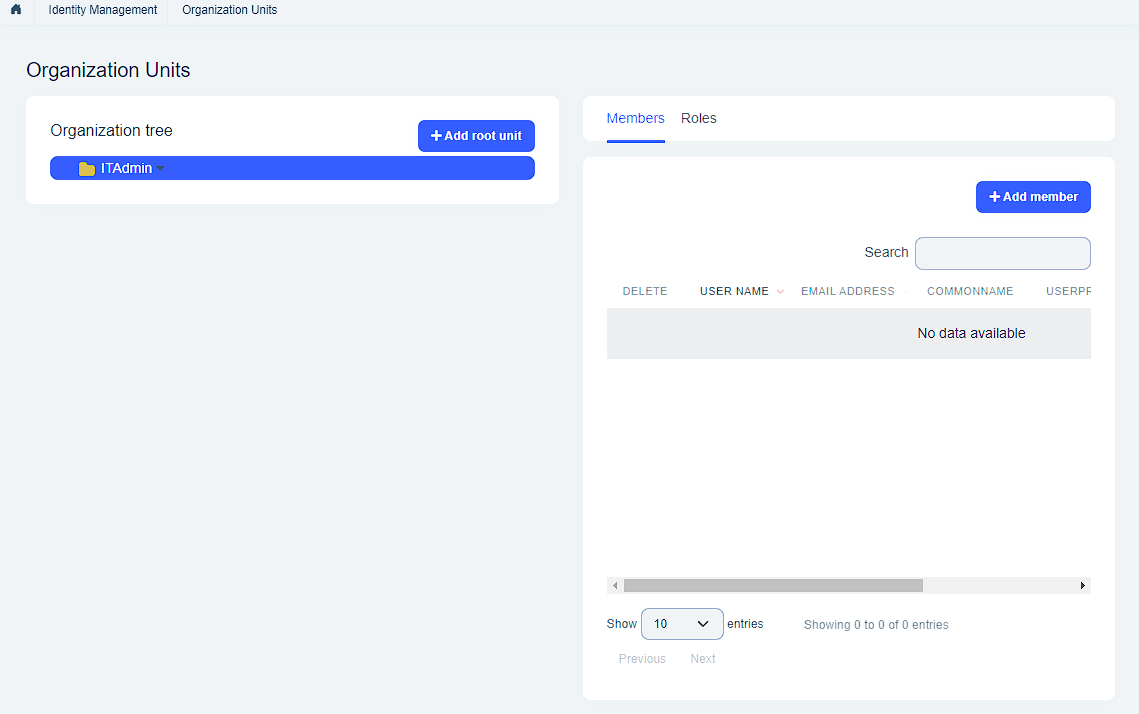 Identity Management Organization Units
Organization Units
Organization tree
Add root unit
ITAdmin
Members Roles
Add member
Search
DELETE USER NAME EMAIL ADDRESS COMMONNAME USERPR
No data available
Show 10 entries Showing 0 to 0 of 0 entries
Previous Next